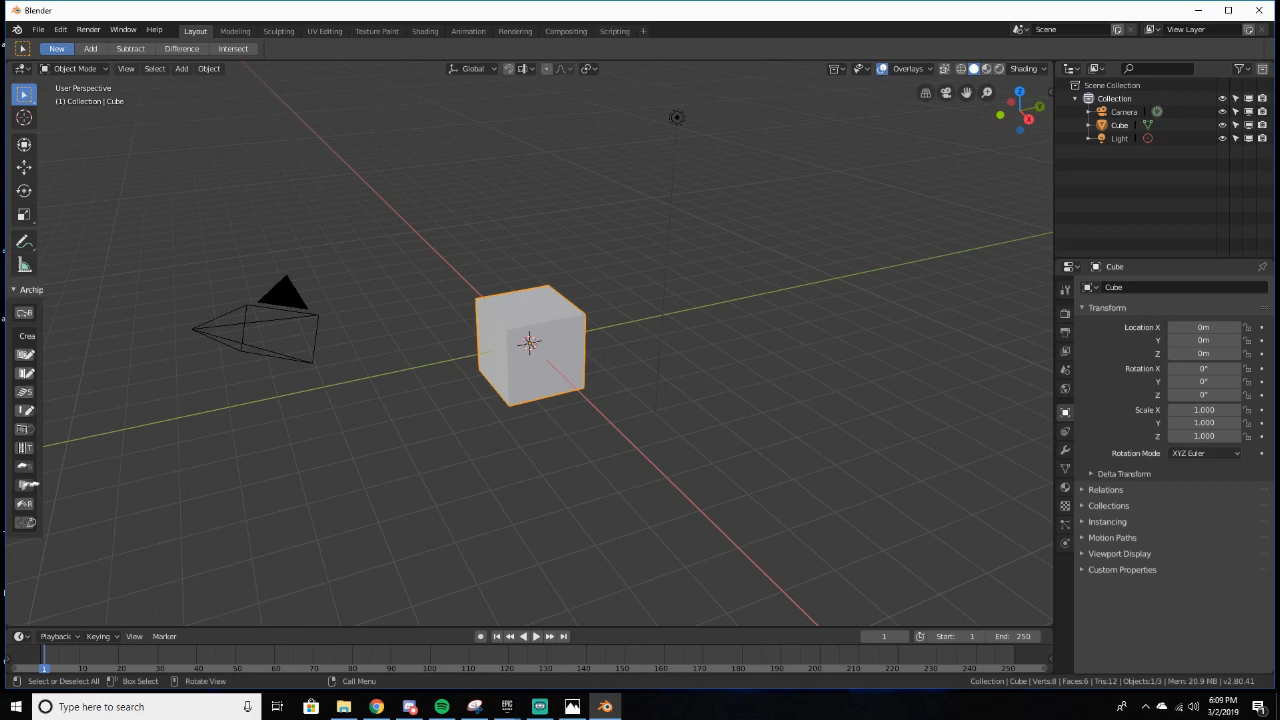 Blender
File Edit Render Window Help Layout Modeling Sculpting UV Editing Texture Paint Shading Animation Rendering Compositing Scripting + Scene View Layer
New Add Subtract Difference Intersect
Object Mode View Select Add Object Global Overlays Shading
User Perspective
(1) Collection | Cube
Scene Collection
Collection
Camera
Cube
Light
Z
Y
X
Archip
Crea
Cube
Cube
Transform
Location X 0m
Y 0m
Z 0m
Rotation X 0°
Y 0°
Z 0°
Scale X 1.000
Y 1.000
Z 1.000
Rotation Mode XYZ Euler
Delta Transform
Relations
Collections
Instancing
Motion Paths
Viewport Display
Custom Properties
Playback Keying View Marker 1 Start: 1 End: 250
1 10 20 30 40 50 60 70 80 90 100 110 120 130 140 150 160 170 180 190 200 210 220 230 240 250
Select or Deselect All Box Select Rotate View Call Menu Collection | Cube | Verts:8 | Faces:6 | Tris:12 | Objects:1/3 | Mem: 20.9 MB | v2.80.41
Type here to search
6:09 PM
3/2/2019